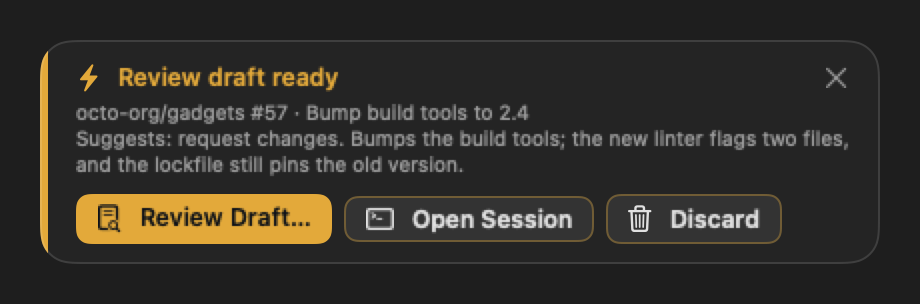 Review draft ready
octo-org/gadgets #57 · Bump build tools to 2.4
Suggests: request changes. Bumps the build tools; the new linter flags two files,
and the lockfile still pins the old version.
Review Draft... Open Session Discard